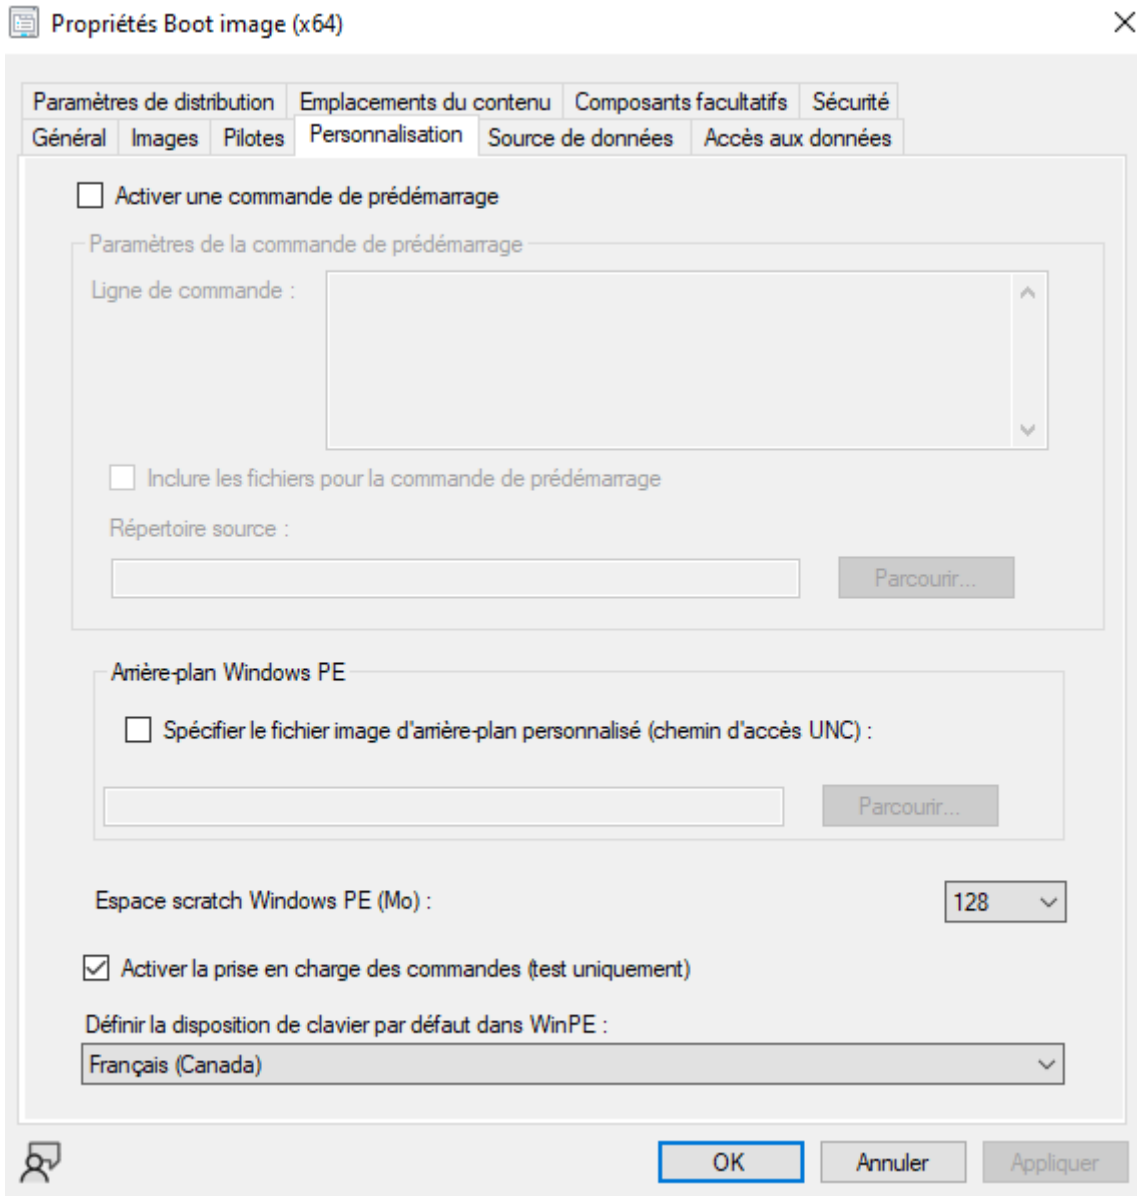 Propriétés Boot image (x64)
Paramètres de distribution Emplacements du contenu Composants facultatifs Sécurité
Général Images Pilotes Personnalisation Source de données Accès aux données
Activer une commande de prédémarrage
Paramètres de la commande de prédémarrage
Ligne de commande :
Inclure les fichiers pour la commande de prédémarrage
Répertoire source :
Parcourir...
Arrière-plan Windows PE
Spécifier le fichier image d'arrière-plan personnalisé (chemin d'accès UNC) :
Parcourir...
Espace scratch Windows PE (Mo) : 128
Activer la prise en charge des commandes (test uniquement)
Définir la disposition de clavier par défaut dans WinPE :
Français (Canada)
OK Annuler Appliquer